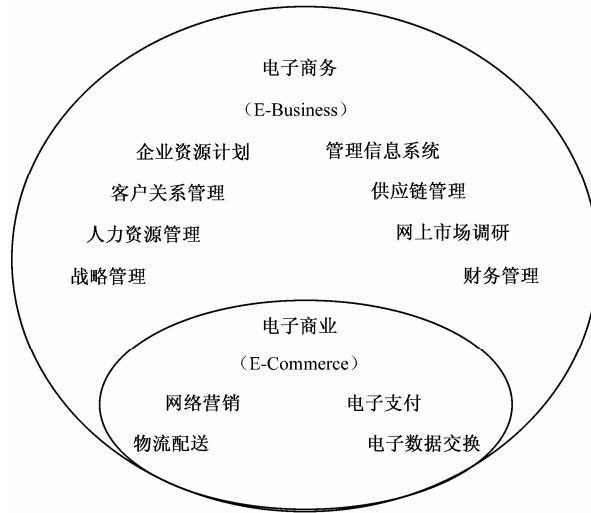 电子商务
（E-Business）
企业资源计划 管理信息系统
客户关系管理 供应链管理
人力资源管理 网上市场调研
战略管理 财务管理
电子商业
（E-Commerce）
网络营销 电子支付
物流配送 电子数据交换